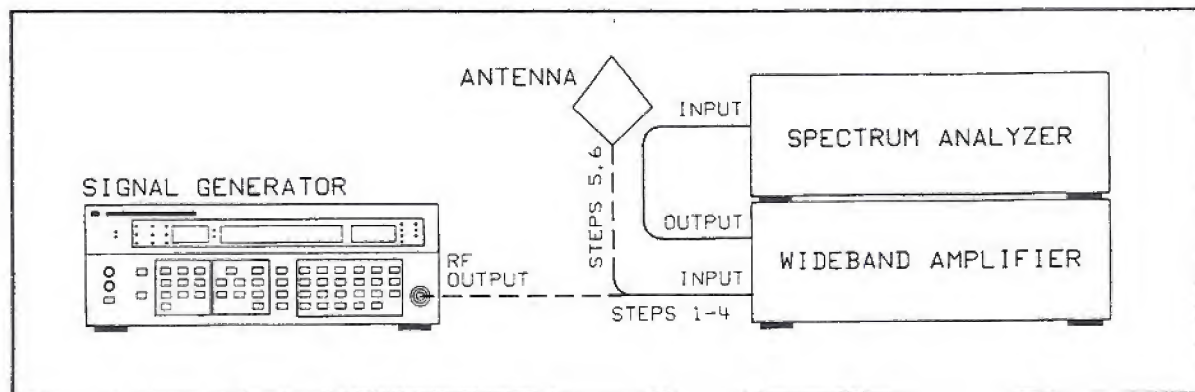 ANTENNA
INPUT
SPECTRUM ANALYZER
STEPS 5,6
SIGNAL GENERATOR
OUTPUT
WIDEBAND AMPLIFIER
RF
OUTPUT
INPUT
STEPS 1-4